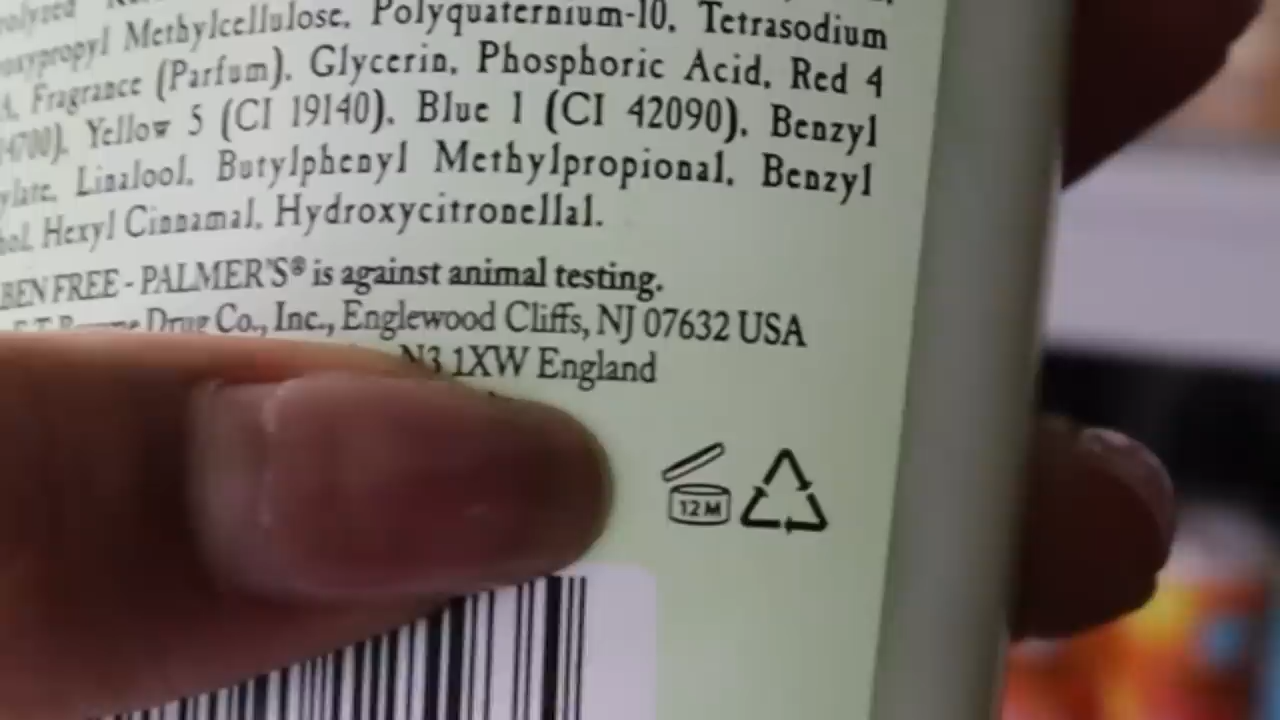 Methylcellulose, Polyquaternium-10, Tetrasodium
Fragrance (Parfum), Glycerin, Phosphoric Acid, Red 4
Yellow 5 (CI 19140), Blue 1 (CI 42090), Benzyl
Linalool, Butylphenyl Methylpropional, Benzyl
Hexyl Cinnamal, Hydroxycitronellal.
FREE - PALMER'S® is against animal testing.
Drug Co., Inc., Englewood Cliffs, NJ 07632 USA
N3 1XW England
12 M